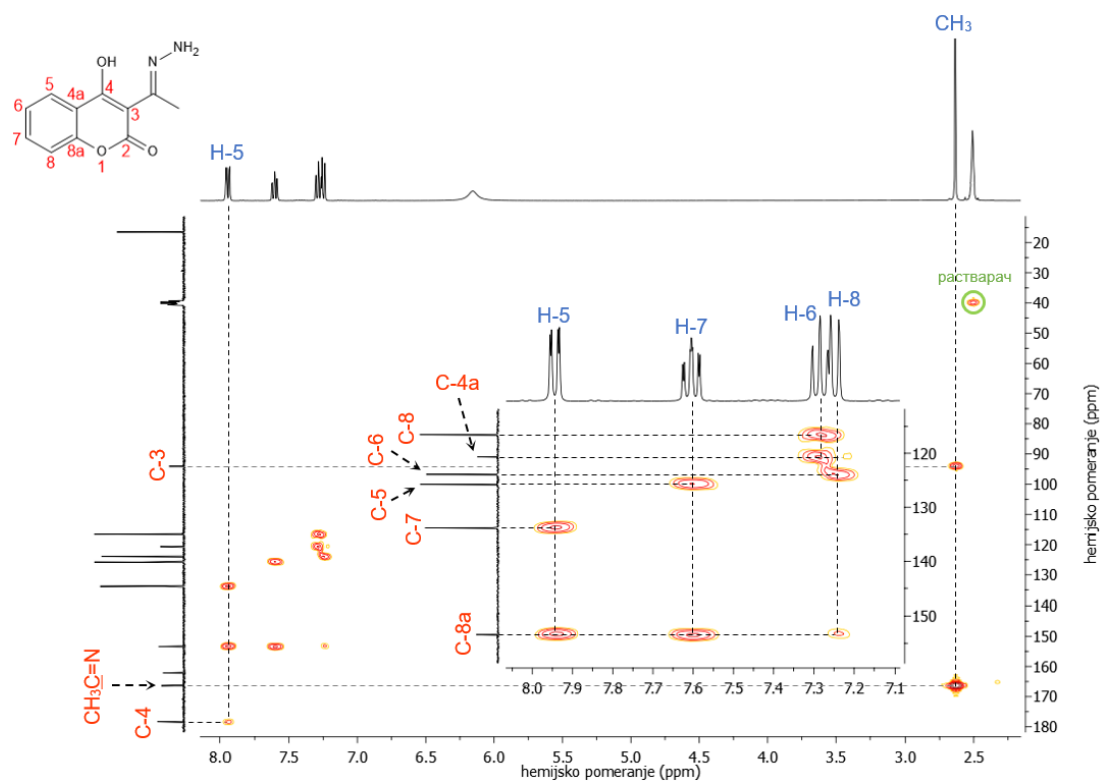 CH₃
NH₂
OH
N
5
4
4a
6
3
7
8a
2
8
O
1
O
H-5
20
30
растварач
40
50
60
70
80
90
100
110
120
130
140
150
160
170
180
hemijsko pomeranje (ppm)
H-5
H-7
H-6
H-8
C-4a
C-8
C-6
C-5
C-7
C-8a
120
130
140
150
8.0 7.9 7.8 7.7 7.6 7.5 7.4 7.3 7.2 7.1
C-3
CH₃C=N
C-4
8.0 7.5 7.0 6.5 6.0 5.5 5.0 4.5 4.0 3.5 3.0 2.5
hemijsko pomeranje (ppm)